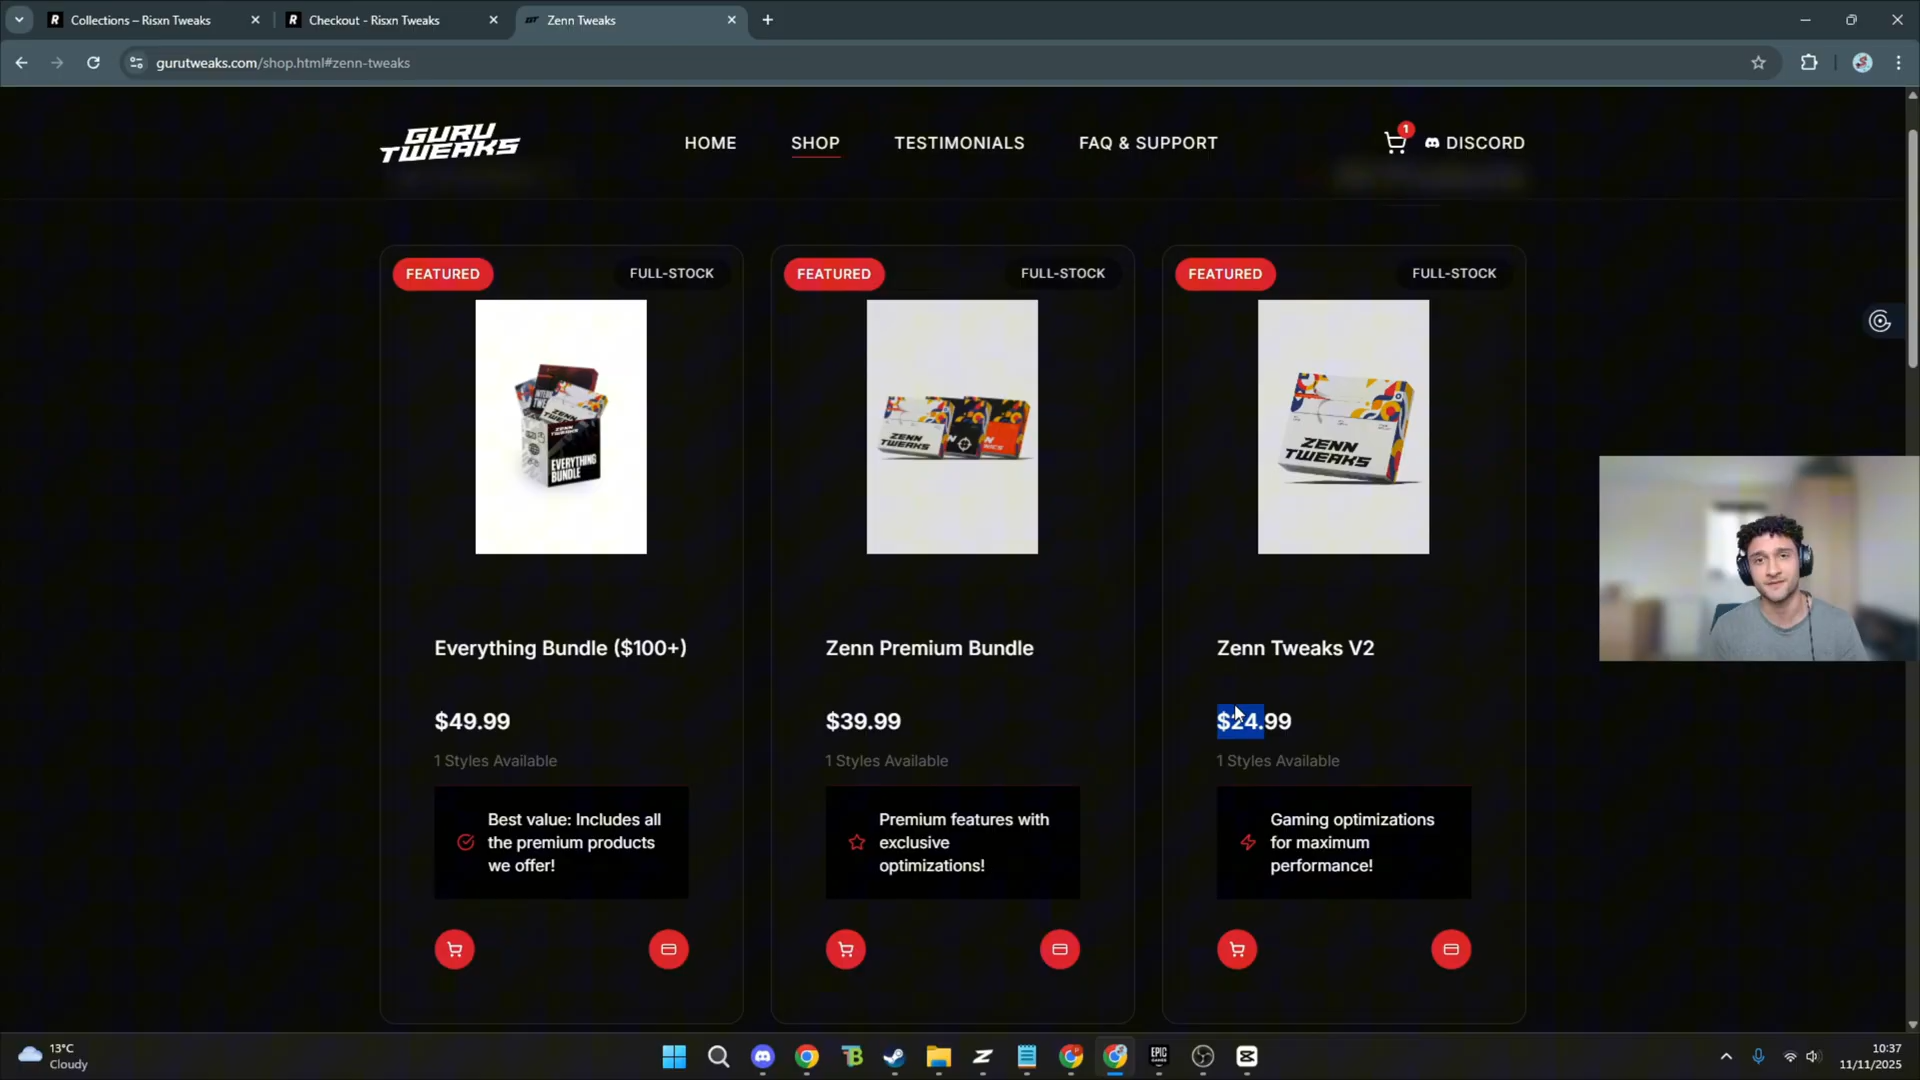 Collections – Risxn Tweaks
Checkout - Risxn Tweaks
Zenn Tweaks
gurutweaks.com/shop.html#zenn-tweaks
GURU
TWEAKS
HOME
SHOP
TESTIMONIALS
FAQ & SUPPORT
1
DISCORD
FEATURED
FULL-STOCK
FEATURED
FULL-STOCK
FEATURED
FULL-STOCK
ZENN
TWEAKS
EVERYTHING
BUNDLE
ZENN
TWEAKS
ZENN
TWEAKS
Everything Bundle ($100+)
Zenn Premium Bundle
Zenn Tweaks V2
$49.99
$39.99
$24.99
1 Styles Available
1 Styles Available
1 Styles Available
Best value: Includes all
the premium products
we offer!
Premium features with
exclusive
optimizations!
Gaming optimizations
for maximum
performance!
13°C
Cloudy
EPIC
10:37
11/11/2025